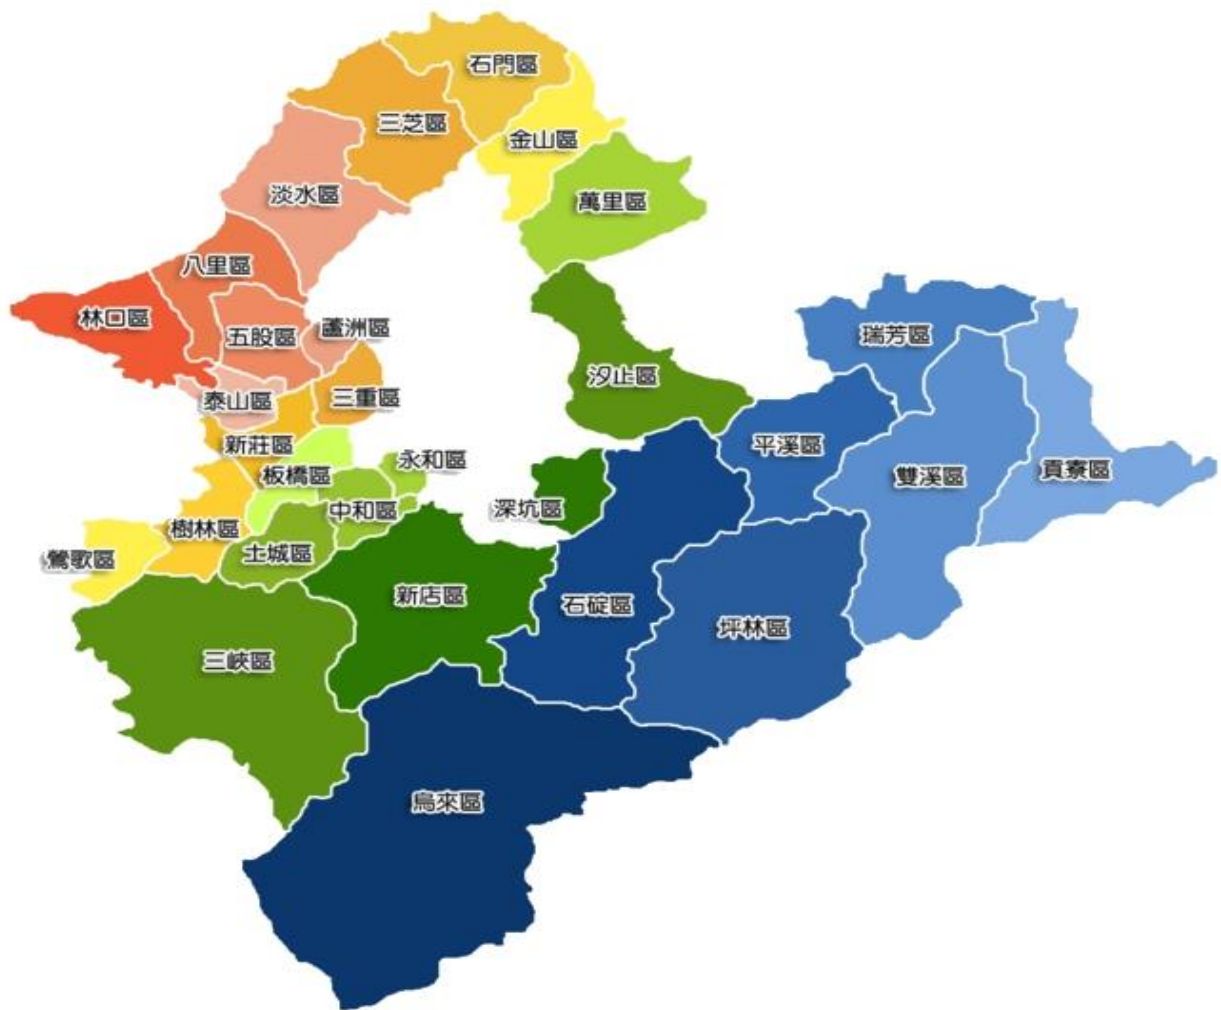 石門區
三芝區
金山區
淡水區
萬里區
八里區
林口區
五股區
蘆洲區
瑞芳區
汐止區
泰山區
三重區
新莊區
平溪區
板橋區
永和區
雙溪區
貢寮區
深坑區
中和區
樹林區
土城區
鶯歌區
新店區
石碇區
坪林區
三峽區
烏來區